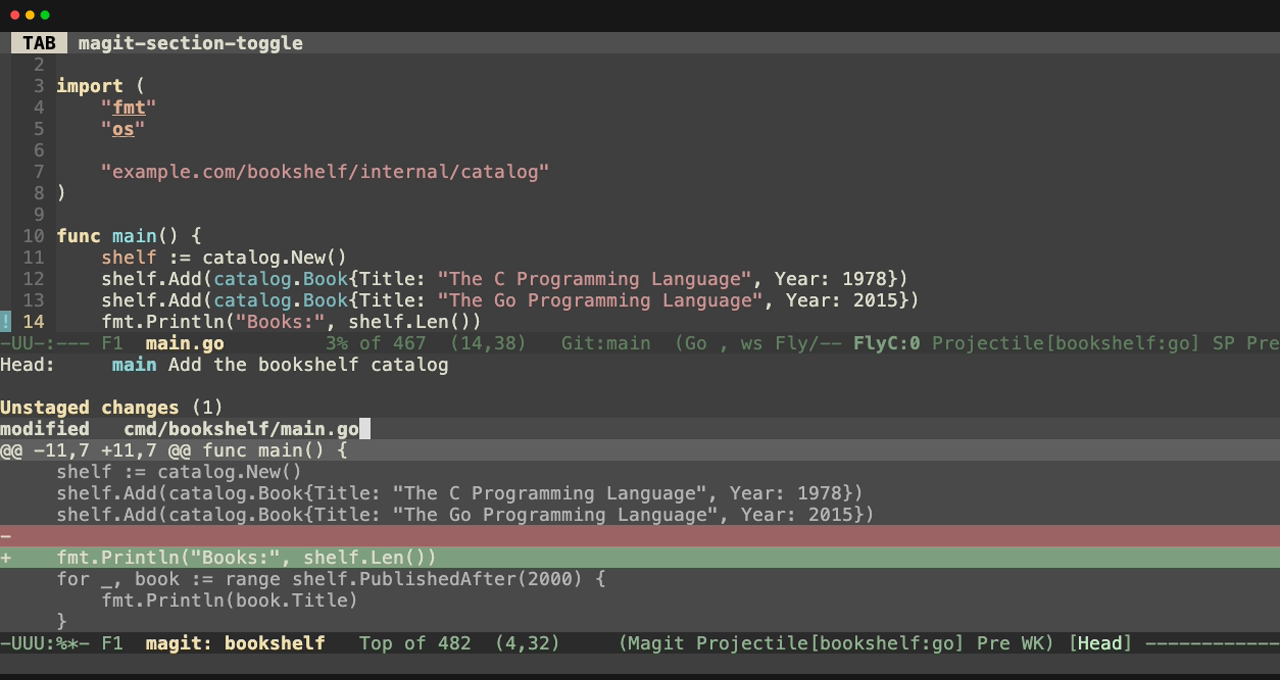 TAB magit-section-toggle
2
3 import (
4     "fmt"
5     "os"
6
7     "example.com/bookshelf/internal/catalog"
8 )
9
10 func main() {
11     shelf := catalog.New()
12     shelf.Add(catalog.Book{Title: "The C Programming Language", Year: 1978})
13     shelf.Add(catalog.Book{Title: "The Go Programming Language", Year: 2015})
! 14     fmt.Println("Books:", shelf.Len())
-UU-:--- F1  main.go         3% of 467  (14,38)   Git:main  (Go , ws Fly/-- FlyC:0 Projectile[bookshelf:go] SP Pre
Head:     main Add the bookshelf catalog
Unstaged changes (1)
modified   cmd/bookshelf/main.go
@@ -11,7 +11,7 @@ func main() {
     shelf := catalog.New()
     shelf.Add(catalog.Book{Title: "The C Programming Language", Year: 1978})
     shelf.Add(catalog.Book{Title: "The Go Programming Language", Year: 2015})
-
+    fmt.Println("Books:", shelf.Len())
     for _, book := range shelf.PublishedAfter(2000) {
         fmt.Println(book.Title)
     }
-UUU:%*- F1  magit: bookshelf   Top of 482  (4,32)     (Magit Projectile[bookshelf:go] Pre WK) [Head] ------------